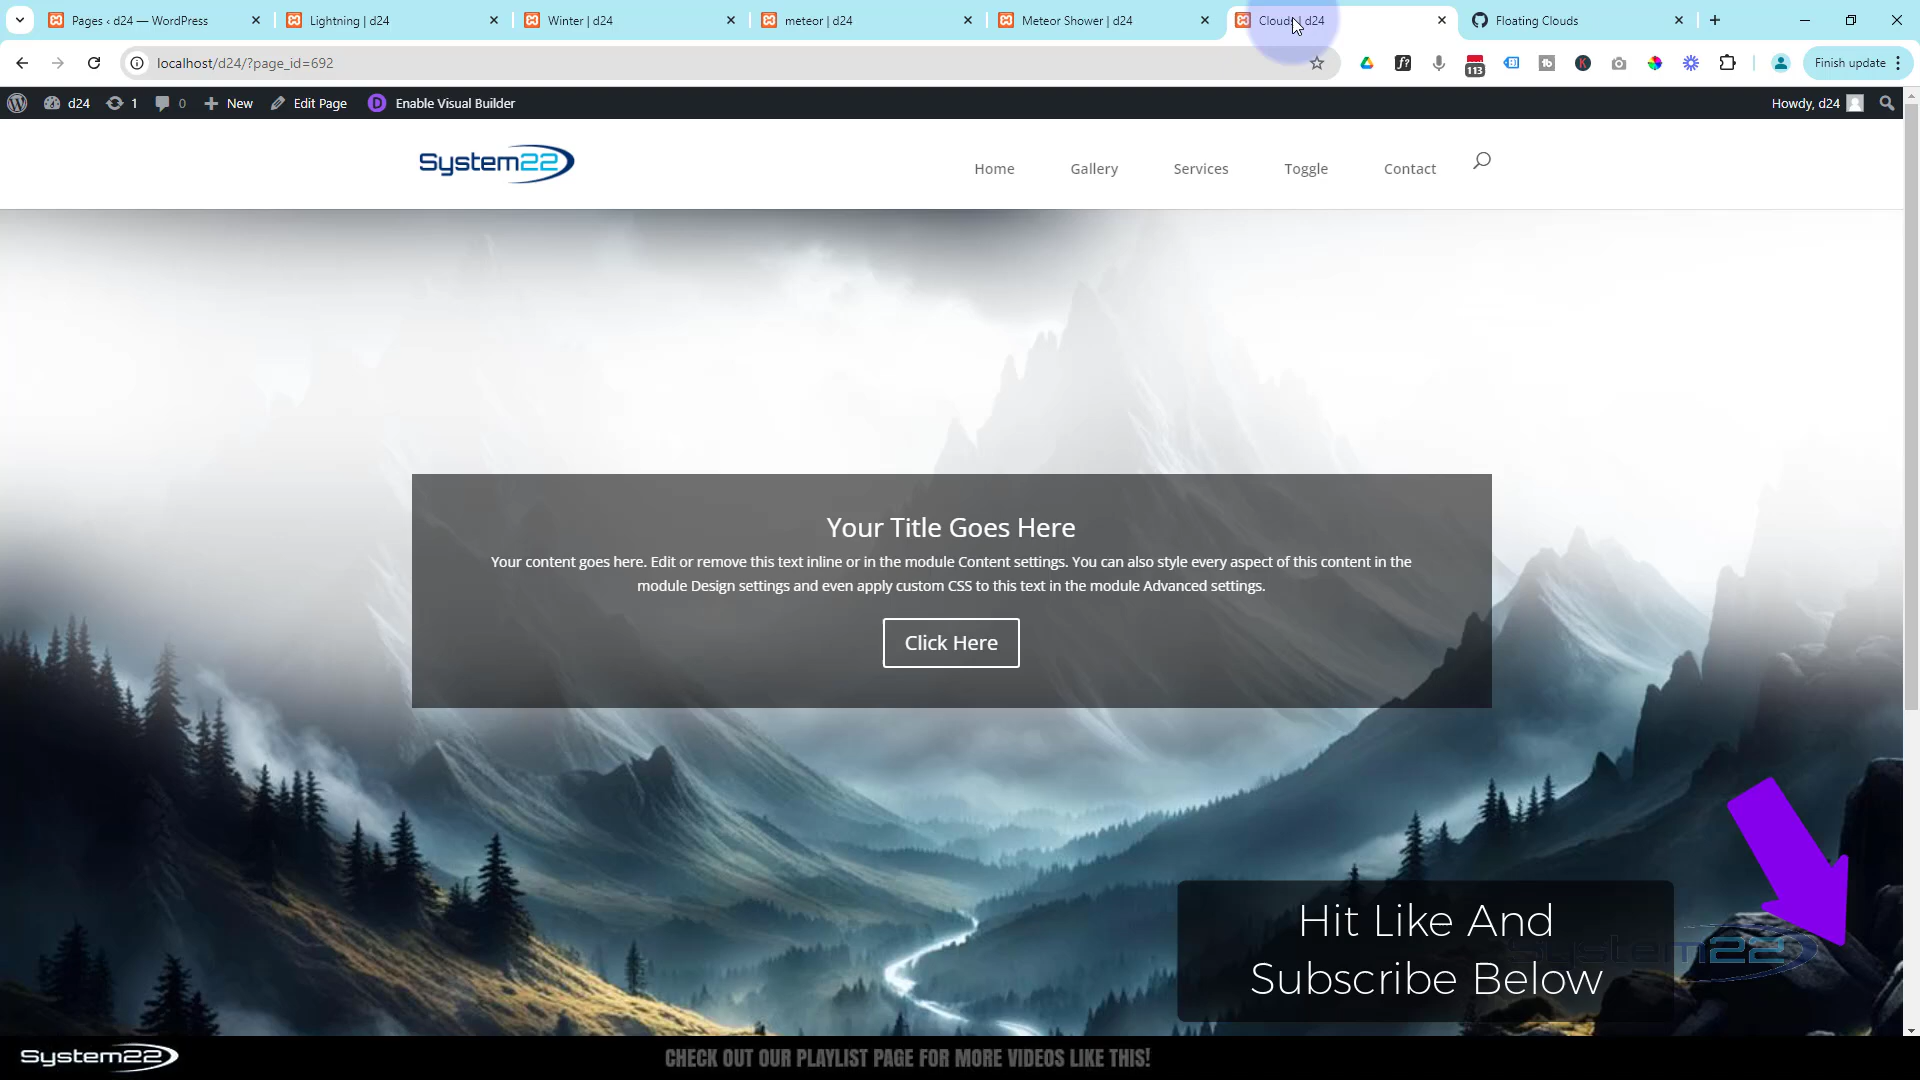 Pages ‹ d24 — WordPress
Lightning | d24
Winter | d24
meteor | d24
Meteor Shower | d24
Clouds | d24
Floating Clouds
localhost/d24/?page_id=692
113
Finish update
d24
1
0
New
Edit Page
D
Enable Visual Builder
Howdy, d24
System22
Home
Gallery
Services
Toggle
Contact
Your Title Goes Here
Your content goes here. Edit or remove this text inline or in the module Content settings. You can also style every aspect of this content in the
module Design settings and even apply custom CSS to this text in the module Advanced settings.
Click Here
Hit Like And
Subscribe Below
System22
System22
CHECK OUT OUR PLAYLIST PAGE FOR MORE VIDEOS LIKE THIS!